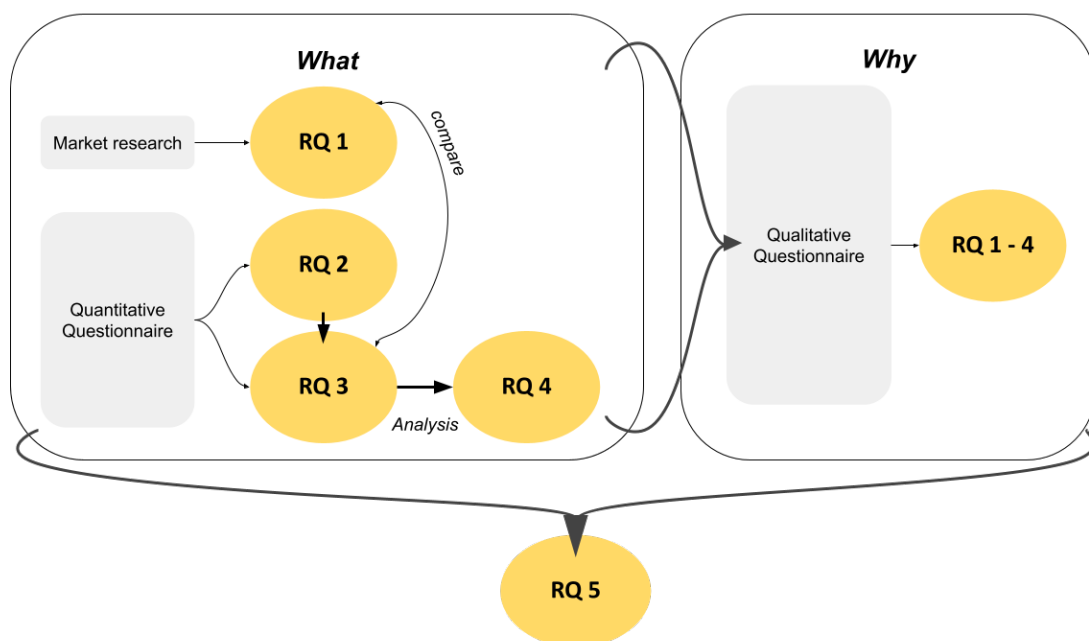 What
Why
Market research
RQ 1
compare
RQ 2
Quantitative
Questionnaire
RQ 3
Analysis
RQ 4
Qualitative
Questionnaire
RQ 1 - 4
RQ 5